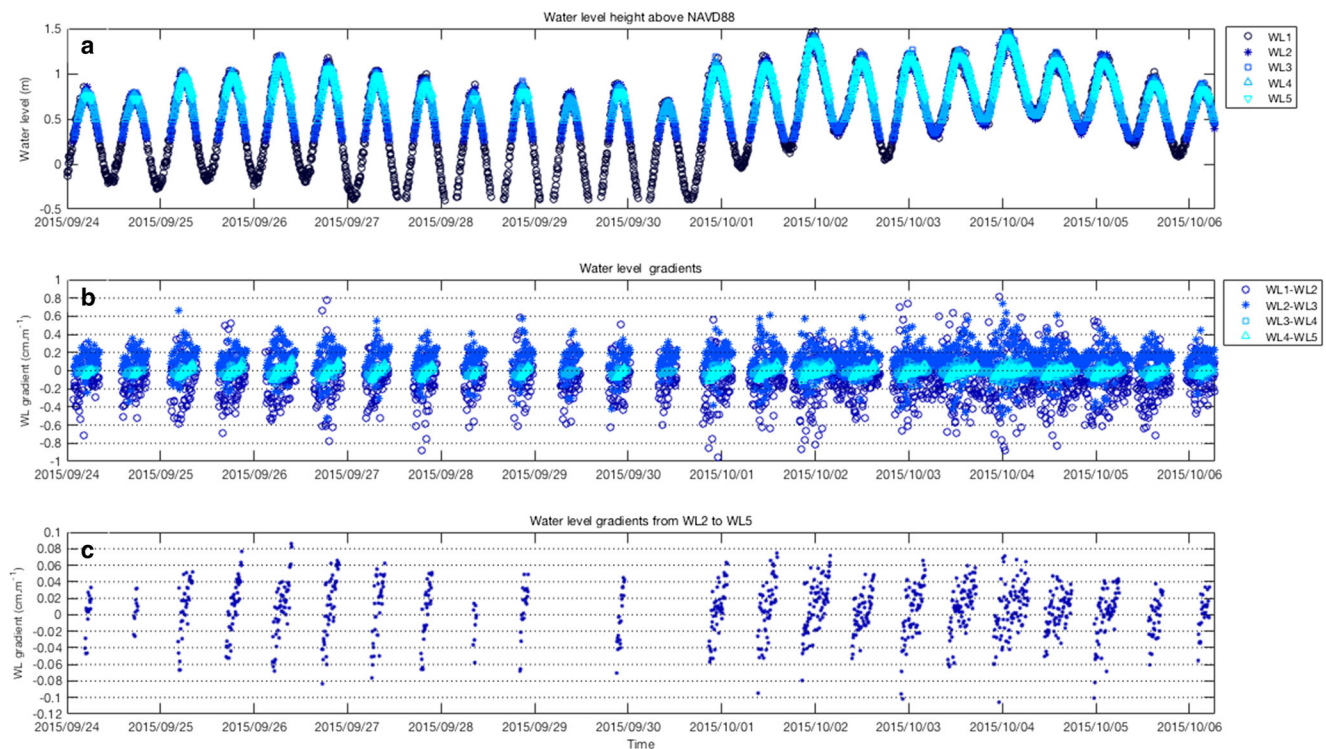 Water level height above NAVD88
a
Water level (m)
1.5
1
0.5
0
-0.5
2015/09/24 2015/09/25 2015/09/26 2015/09/27 2015/09/28 2015/09/29 2015/09/30 2015/10/01 2015/10/02 2015/10/03 2015/10/04 2015/10/05 2015/10/06
WL1
WL2
WL3
WL4
WL5
Water level gradients
b
WL gradient (cm.m-1)
1
0.8
0.6
0.4
0.2
0
-0.2
-0.4
-0.6
-0.8
-1
2015/09/24 2015/09/25 2015/09/26 2015/09/27 2015/09/28 2015/09/29 2015/09/30 2015/10/01 2015/10/02 2015/10/03 2015/10/04 2015/10/05 2015/10/06
WL1-WL2
WL2-WL3
WL3-WL4
WL4-WL5
Water level gradients from WL2 to WL5
c
WL gradient (cm.m-1)
0.1
0.08
0.06
0.04
0.02
0
-0.02
-0.04
-0.06
-0.08
-0.1
-0.12
2015/09/24 2015/09/25 2015/09/26 2015/09/27 2015/09/28 2015/09/29 2015/09/30 2015/10/01 2015/10/02 2015/10/03 2015/10/04 2015/10/05 2015/10/06
Time